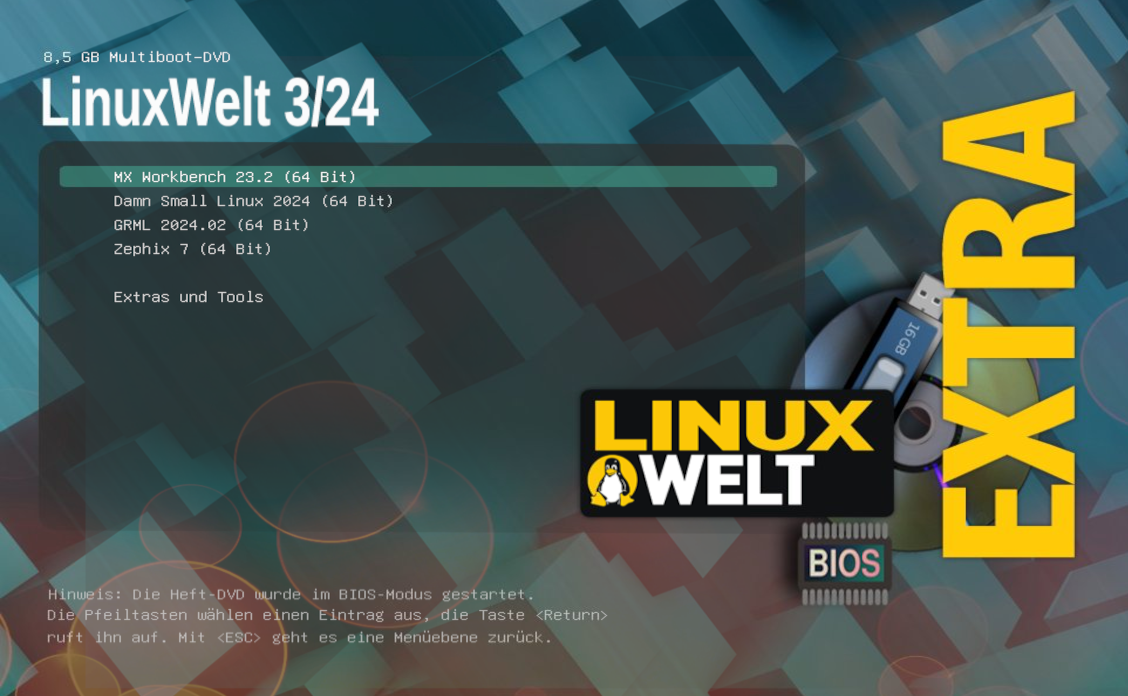 8,5 GB Multiboot-DVD
LinuxWelt 3/24
MX Workbench 23.2 (64 Bit)
Damn Small Linux 2024 (64 Bit)
GRML 2024.02 (64 Bit)
Zephix 7 (64 Bit)
Extras und Tools
EXTRA
16GB
LINUX
WELT
BIOS
Hinweis: Die Heft-DVD wurde im BIOS-Modus gestartet.
Die Pfeiltasten wählen einen Eintrag aus, die Taste <Return>
ruft ihn auf. Mit <ESC> geht es eine Menüebene zurück.